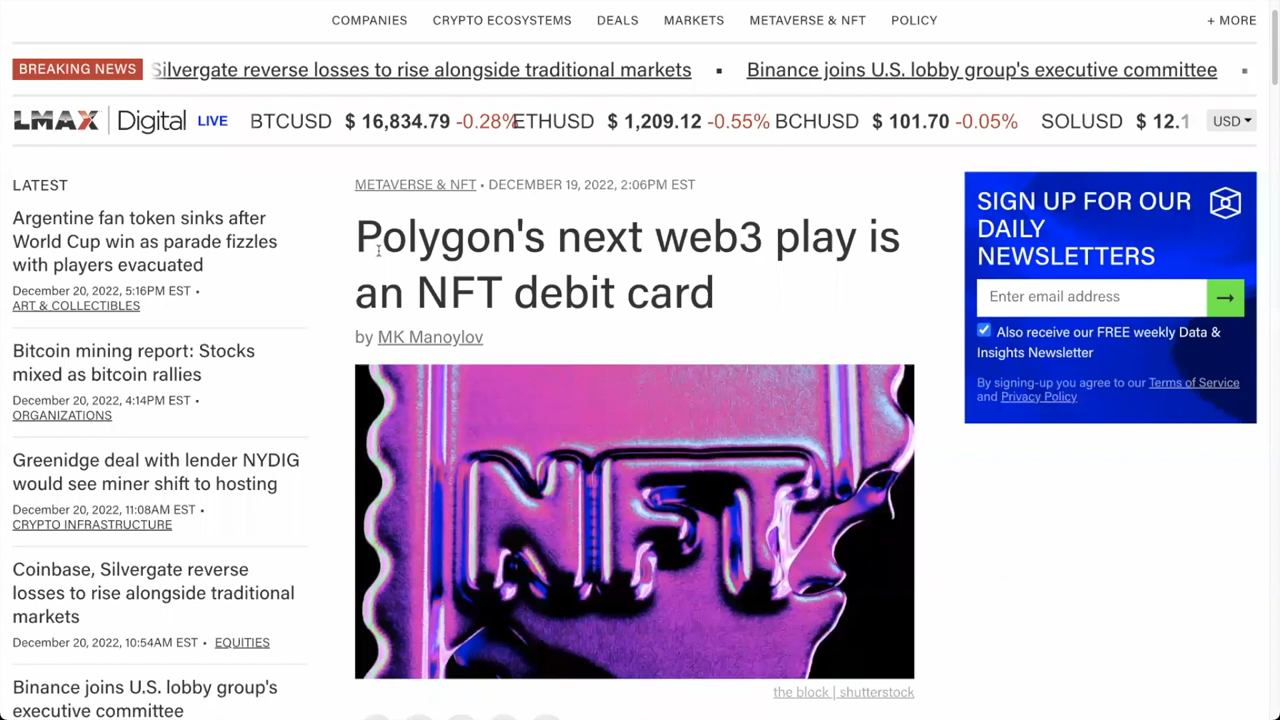 COMPANIES CRYPTO ECOSYSTEMS DEALS MARKETS METAVERSE & NFT POLICY + MORE
BREAKING NEWS Silvergate reverse losses to rise alongside traditional markets ▪ Binance joins U.S. lobby group's executive committee ▪
LMAX Digital LIVE BTCUSD $ 16,834.79 -0.28% ETHUSD $ 1,209.12 -0.55% BCHUSD $ 101.70 -0.05% SOLUSD $ 12.1 USD
LATEST
Argentine fan token sinks after
World Cup win as parade fizzles
with players evacuated
December 20, 2022, 5:16PM EST •
ART & COLLECTIBLES
Bitcoin mining report: Stocks
mixed as bitcoin rallies
December 20, 2022, 4:14PM EST •
ORGANIZATIONS
Greenidge deal with lender NYDIG
would see miner shift to hosting
December 20, 2022, 11:08AM EST •
CRYPTO INFRASTRUCTURE
Coinbase, Silvergate reverse
losses to rise alongside traditional
markets
December 20, 2022, 10:54AM EST • EQUITIES
Binance joins U.S. lobby group's
executive committee
METAVERSE & NFT • DECEMBER 19, 2022, 2:06PM EST
Polygon's next web3 play is
an NFT debit card
by MK Manoylov
NFT
the block | shutterstock
SIGN UP FOR OUR
DAILY
NEWSLETTERS
Enter email address →
Also receive our FREE weekly Data &
Insights Newsletter
By signing-up you agree to our Terms of Service
and Privacy Policy